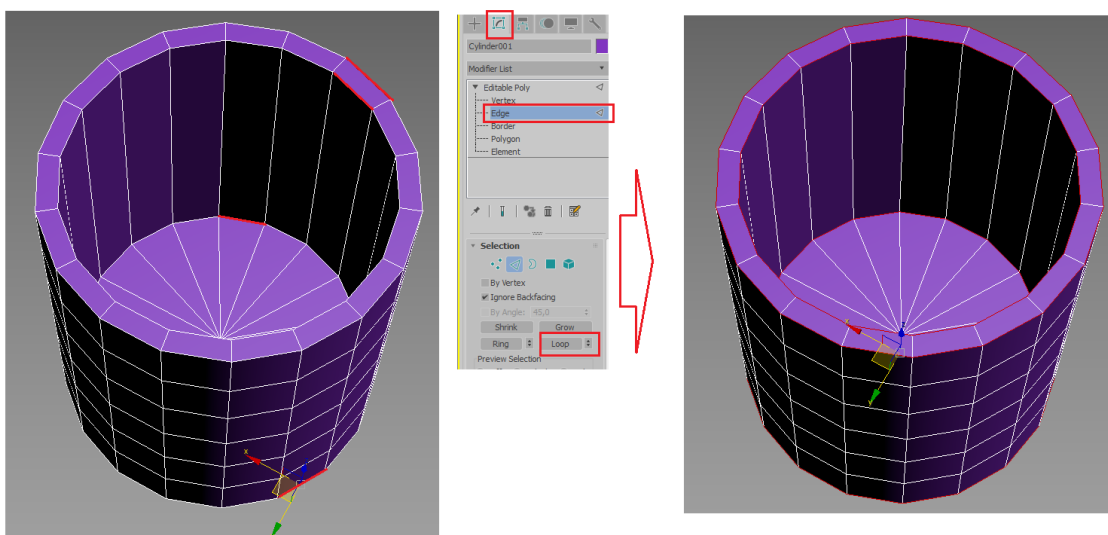 Cylinder001
Modifier List
Editable Poly
Vertex
Edge
Border
Polygon
Element
Selection
By Vertex
Ignore Backfacing
By Angle: 45,0
Shrink Grow
Ring Loop
Preview Selection